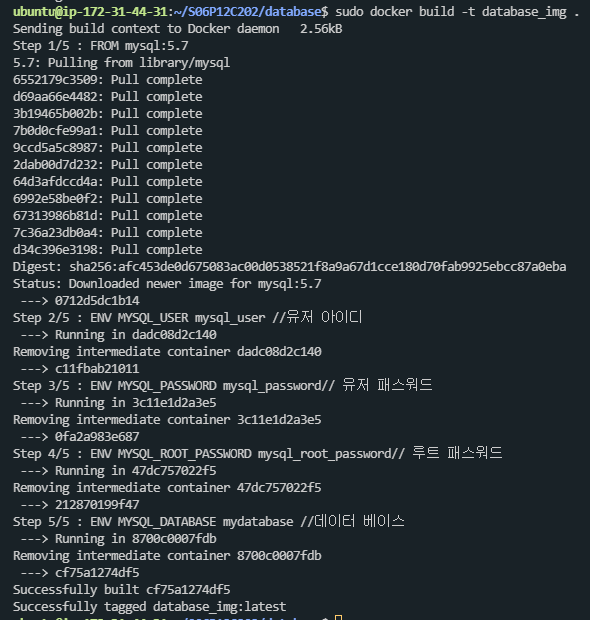 ubuntu@ip-172-31-44-31:~/S06P12C202/database$ sudo docker build -t database_img .
Sending build context to Docker daemon   2.56kB
Step 1/5 : FROM mysql:5.7
5.7: Pulling from library/mysql
6552179c3509: Pull complete
d69aa66e4482: Pull complete
3b19465b002b: Pull complete
7b0d0cfe99a1: Pull complete
9ccd5a5c8987: Pull complete
2dab00d7d232: Pull complete
64d3afdccd4a: Pull complete
6992e58be0f2: Pull complete
67313986b81d: Pull complete
7c36a23db0a4: Pull complete
d34c396e3198: Pull complete
Digest: sha256:afc453de0d675083ac00d0538521f8a9a67d1cce180d70fab9925ebcc87a0eba
Status: Downloaded newer image for mysql:5.7
 ---> 0712d5dc1b14
Step 2/5 : ENV MYSQL_USER mysql_user //유저 아이디
 ---> Running in dadc08d2c140
Removing intermediate container dadc08d2c140
 ---> c11fbab21011
Step 3/5 : ENV MYSQL_PASSWORD mysql_password// 유저 패스워드
 ---> Running in 3c11e1d2a3e5
Removing intermediate container 3c11e1d2a3e5
 ---> 0fa2a983e687
Step 4/5 : ENV MYSQL_ROOT_PASSWORD mysql_root_password// 루트 패스워드
 ---> Running in 47dc757022f5
Removing intermediate container 47dc757022f5
 ---> 212870199f47
Step 5/5 : ENV MYSQL_DATABASE mydatabase //데이터 베이스
 ---> Running in 8700c0007fdb
Removing intermediate container 8700c0007fdb
 ---> cf75a1274df5
Successfully built cf75a1274df5
Successfully tagged database_img:latest